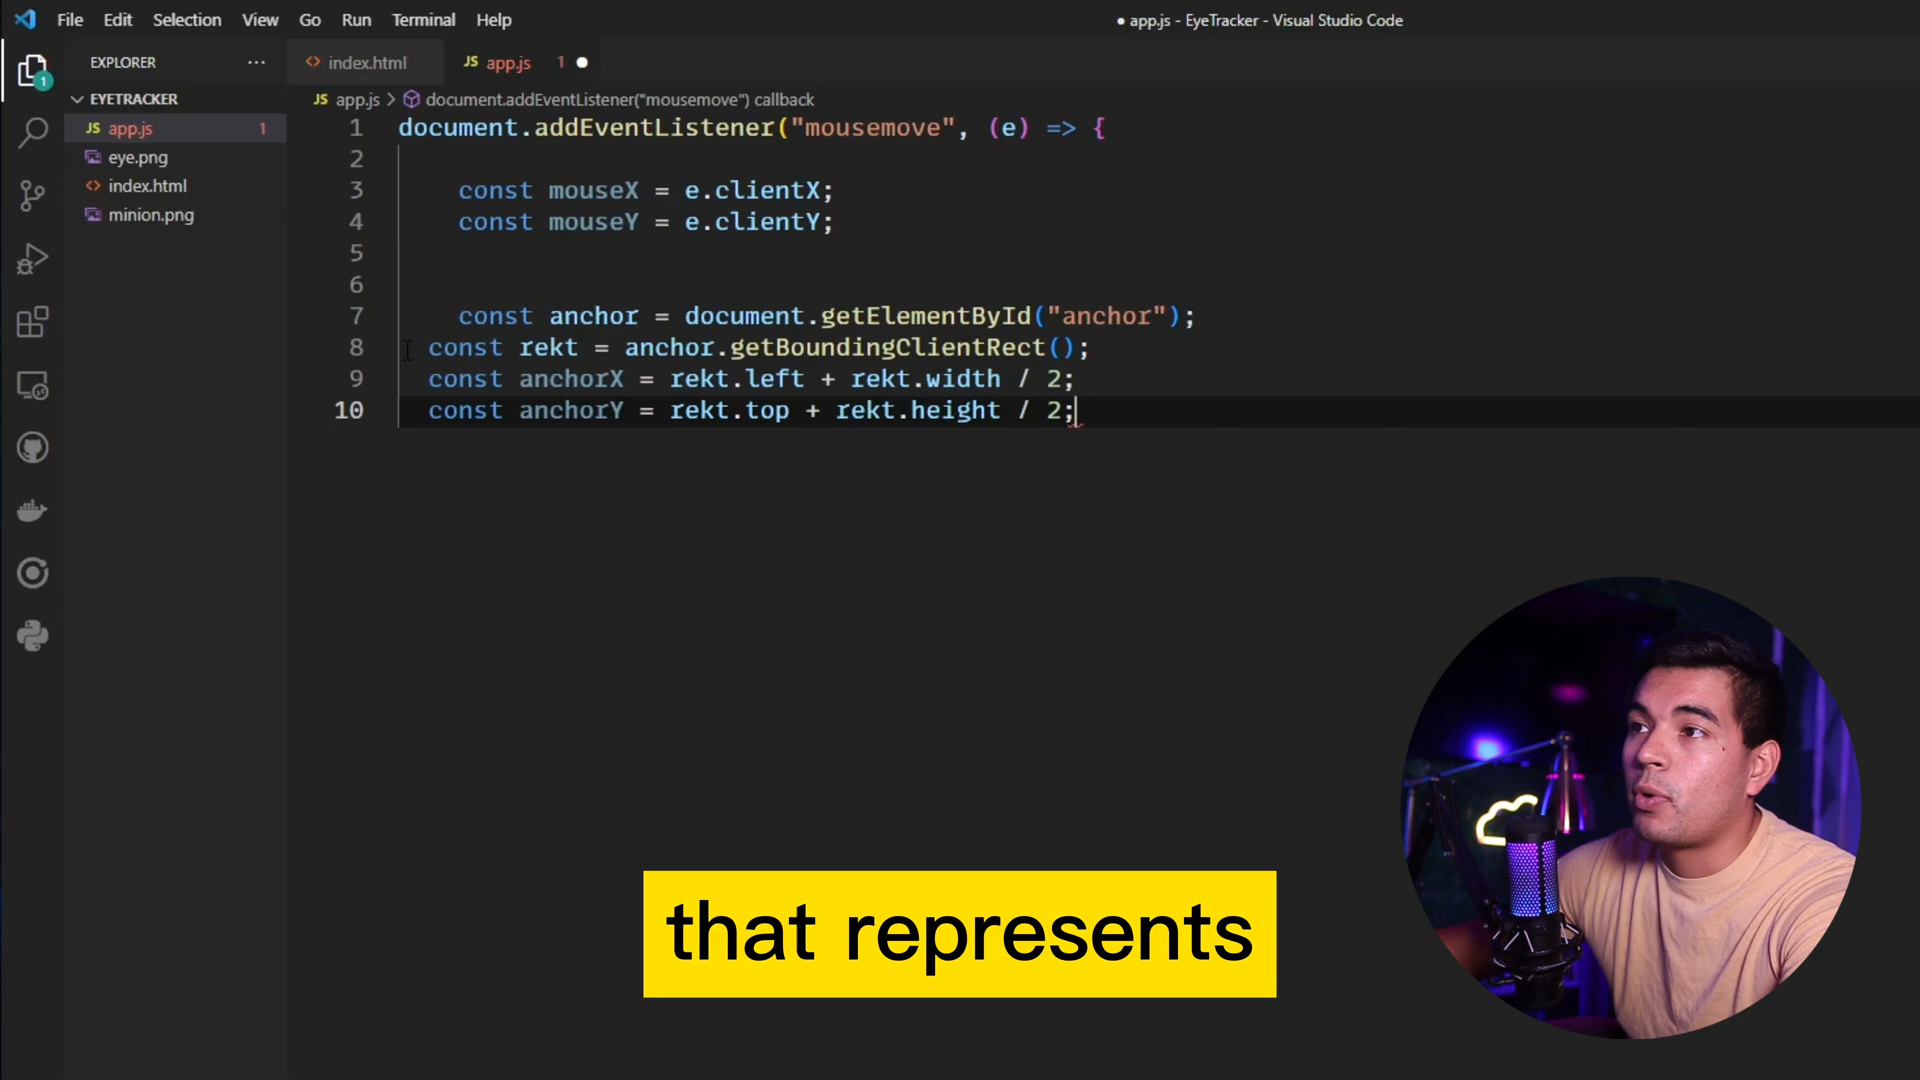 File Edit Selection View Go Run Terminal Help
● app.js - EyeTracker - Visual Studio Code
EXPLORER ···
<> index.html
JS app.js 1 ●
1
EYETRACKER
JS app.js 1
eye.png
<> index.html
minion.png
JS app.js > document.addEventListener("mousemove") callback
1 document.addEventListener("mousemove", (e) => {
2
3 const mouseX = e.clientX;
4 const mouseY = e.clientY;
5
6
7 const anchor = document.getElementById("anchor");
8 const rekt = anchor.getBoundingClientRect();
9 const anchorX = rekt.left + rekt.width / 2;
10 const anchorY = rekt.top + rekt.height / 2;
that represents